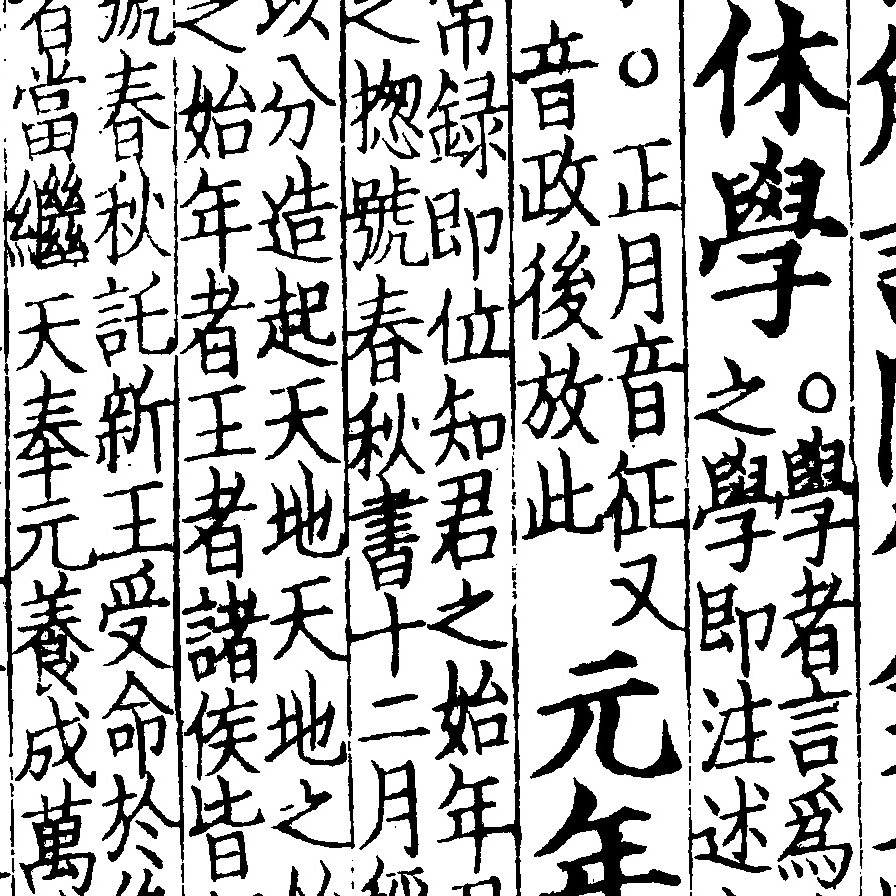 休學
○學者言爲
之學即注述
○正月音征又
音政後放此
元年
常録即位知君之始年
之揔號春秋書十二月
以分造起天地天地之
之始年者王者諸侯皆
號春秋託新王受命於
當繼天奉元養成萬